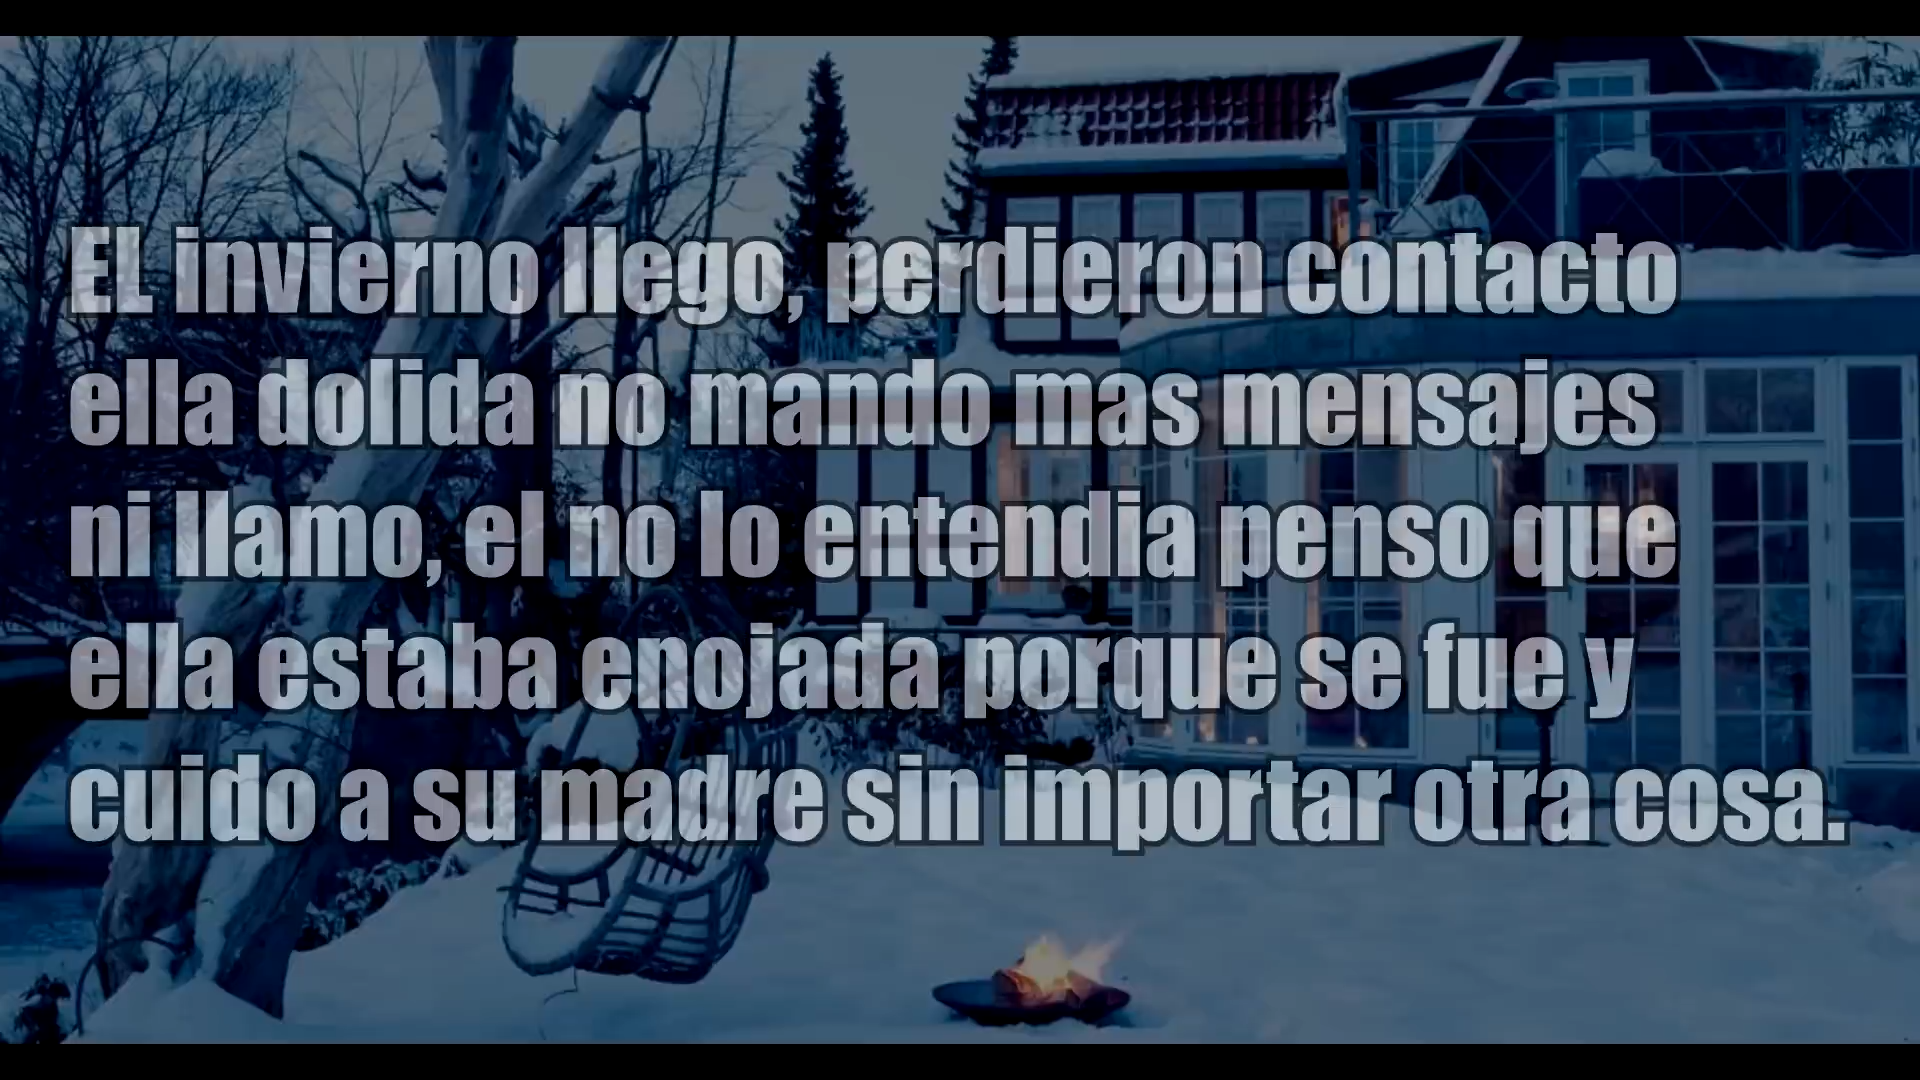 EL invierno llego, perdieron contacto
ella dolida no mando mas mensajes
ni llamo, el no lo entendia penso que
ella estaba enojada porque se fue y
cuido a su madre sin importar otra cosa.